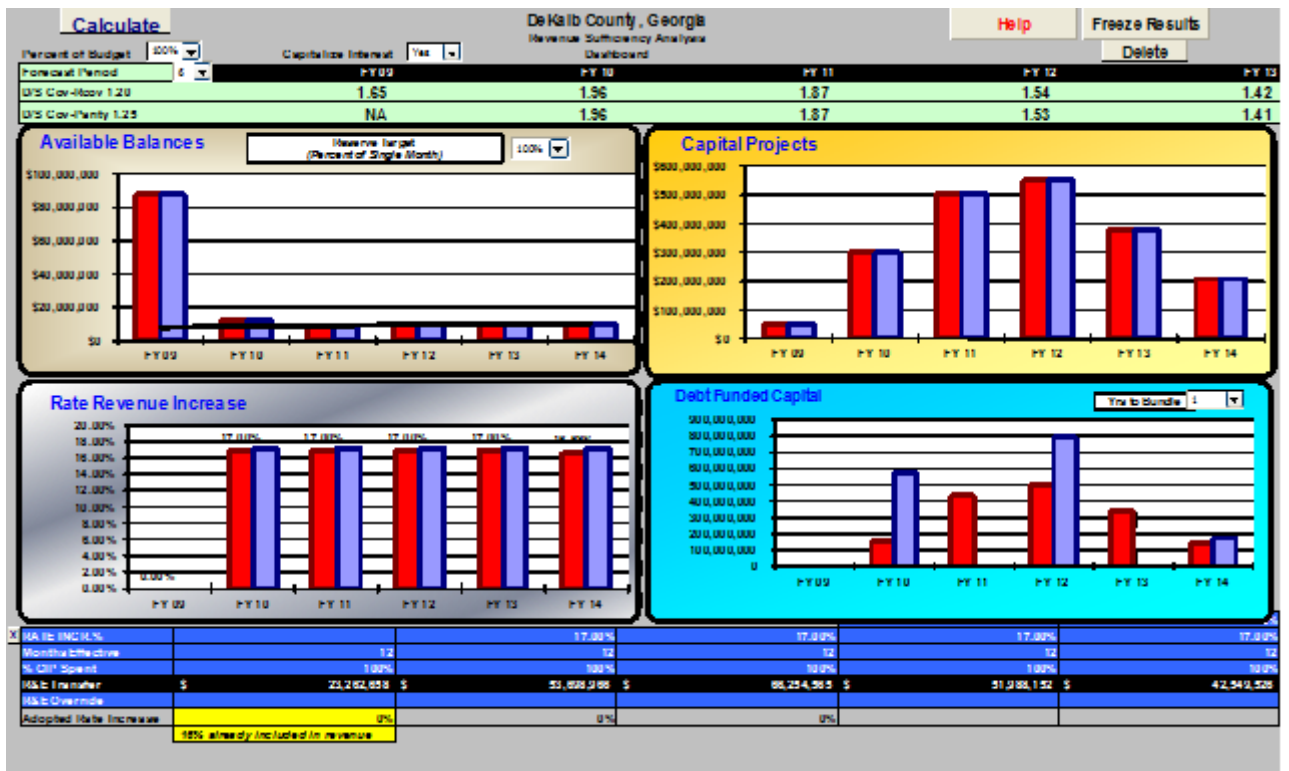 Calculate
DeKalb County, Georgia
Revenue Sufficiency Analysis
Dashboard
Help
Freeze Results
Delete
Percent of Budget 100%
Capitalize Interest Yes
Forecast Period 6 FY 09 FY 10 FY 11 FY 12 FY 13
D/S Cov-Rcov 1.20 1.65 1.96 1.87 1.54 1.42
D/S Cov-Parity 1.25 NA 1.96 1.87 1.53 1.41
Available Balances
Reserve Target
(Percent of Single Month)
100%
$100,000,000
$80,000,000
$60,000,000
$40,000,000
$20,000,000
$0
FY 09 FY 10 FY 11 FY 12 FY 13 FY 14
Capital Projects
$600,000,000
$500,000,000
$400,000,000
$300,000,000
$200,000,000
$100,000,000
$0
FY 09 FY 10 FY 11 FY 12 FY 13 FY 14
Rate Revenue Increase
20.00%
18.00%
16.00%
14.00%
12.00%
10.00%
8.00%
6.00%
4.00%
2.00%
0.00%
0.00% 17.00% 17.00% 17.00% 17.00%
FY 09 FY 10 FY 11 FY 12 FY 13 FY 14
Debt Funded Capital
Yrs to Bundle
900,000,000
800,000,000
700,000,000
600,000,000
500,000,000
400,000,000
300,000,000
200,000,000
100,000,000
0
FY 09 FY 10 FY 11 FY 12 FY 13 FY 14
X RATE INCR.% 17.00% 17.00% 17.00% 17.00%
Months Effective 12 12 12 12 12
% CIP Spent 100% 100% 100% 100% 100%
R&E Transfer $ $ $ $ $
R&E Override
Adopted Rate Increase 0% 0% 0%
16% already included in revenue